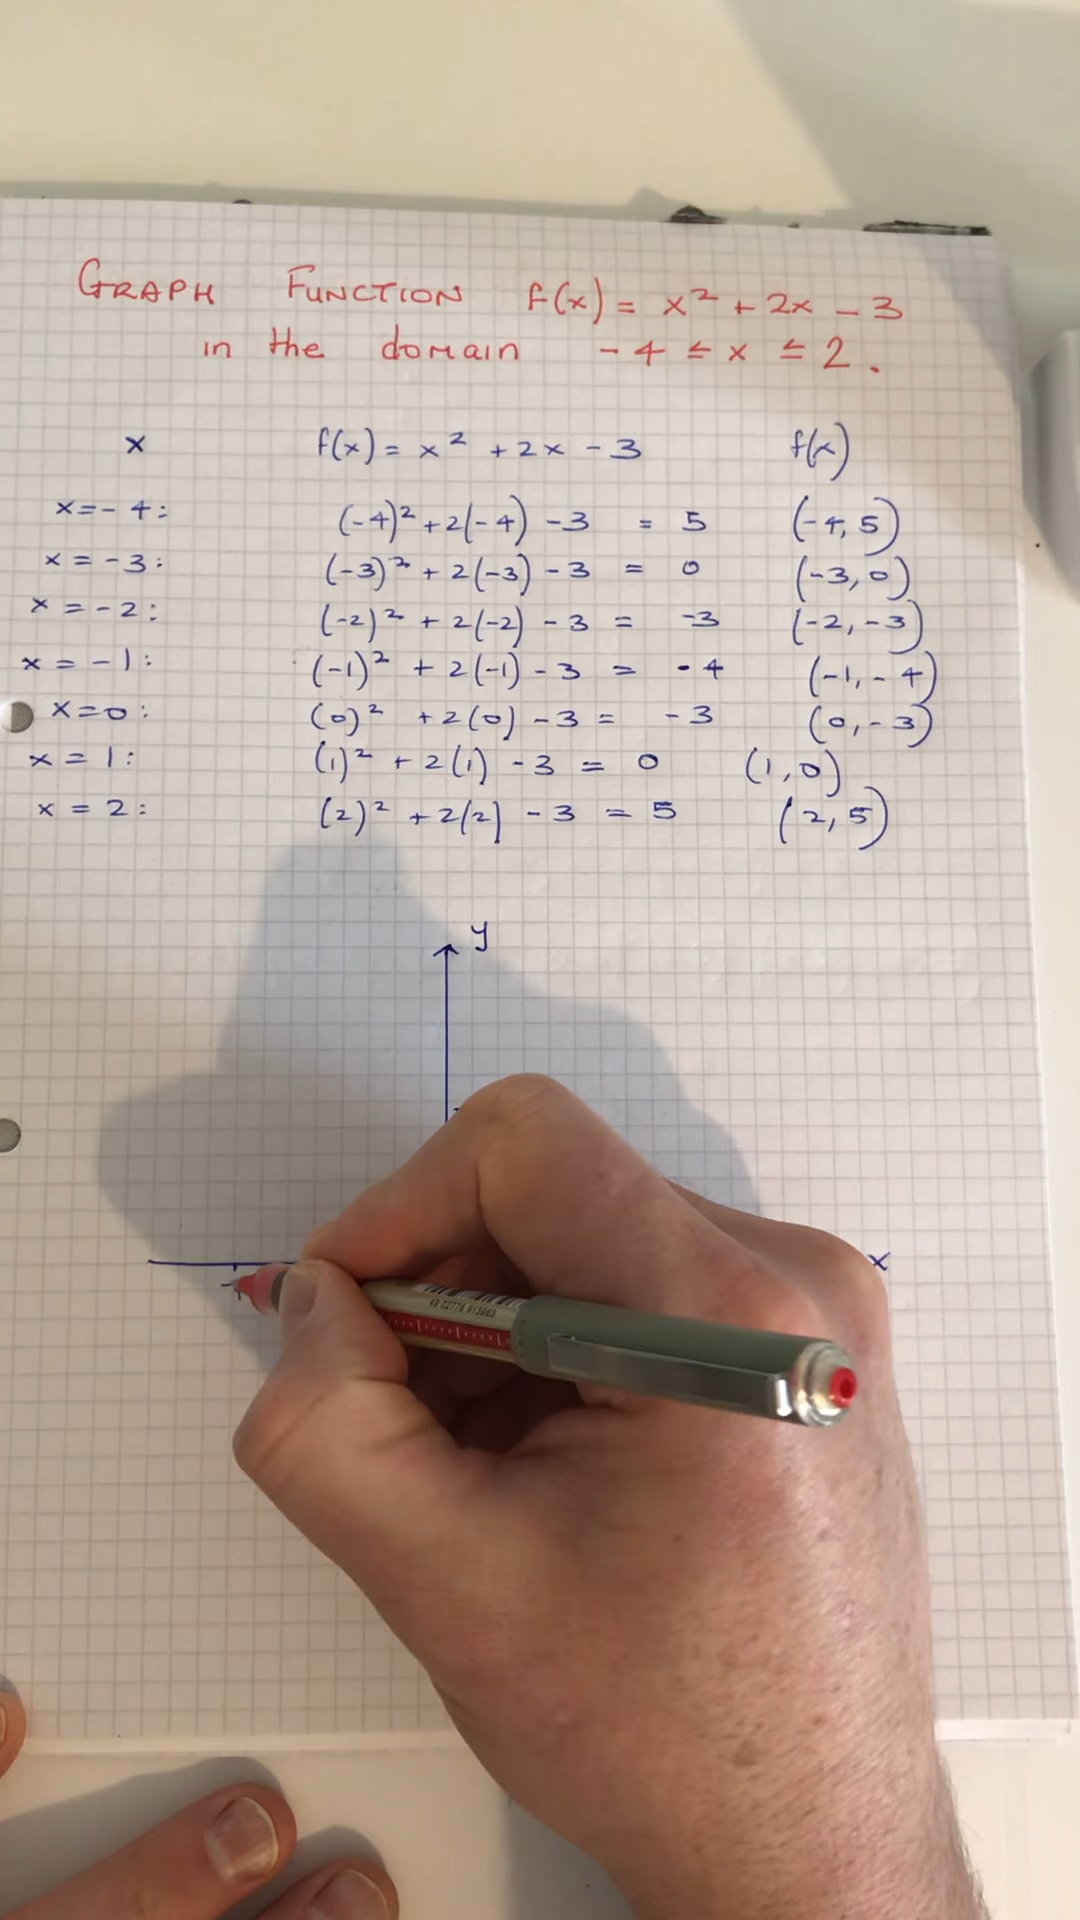 GRAPH FUNCTION f(x) = x² + 2x - 3
in the domain - 4 ≤ x ≤ 2.
x f(x) = x² + 2x - 3 f(x)
x = - 4: (-4)² + 2(-4) - 3 = 5 (-4, 5)
x = -3: (-3)² + 2(-3) - 3 = 0 (-3, 0)
x = -2: (-2)² + 2(-2) - 3 = -3 (-2, -3)
x = -1: (-1)² + 2(-1) - 3 = -4 (-1, -4)
x=0: (0)² + 2(0) - 3 = -3 (0, -3)
x = 1: (1)² + 2(1) - 3 = 0 (1, 0)
x = 2: (2)² + 2(2) - 3 = 5 (2, 5)
y
x